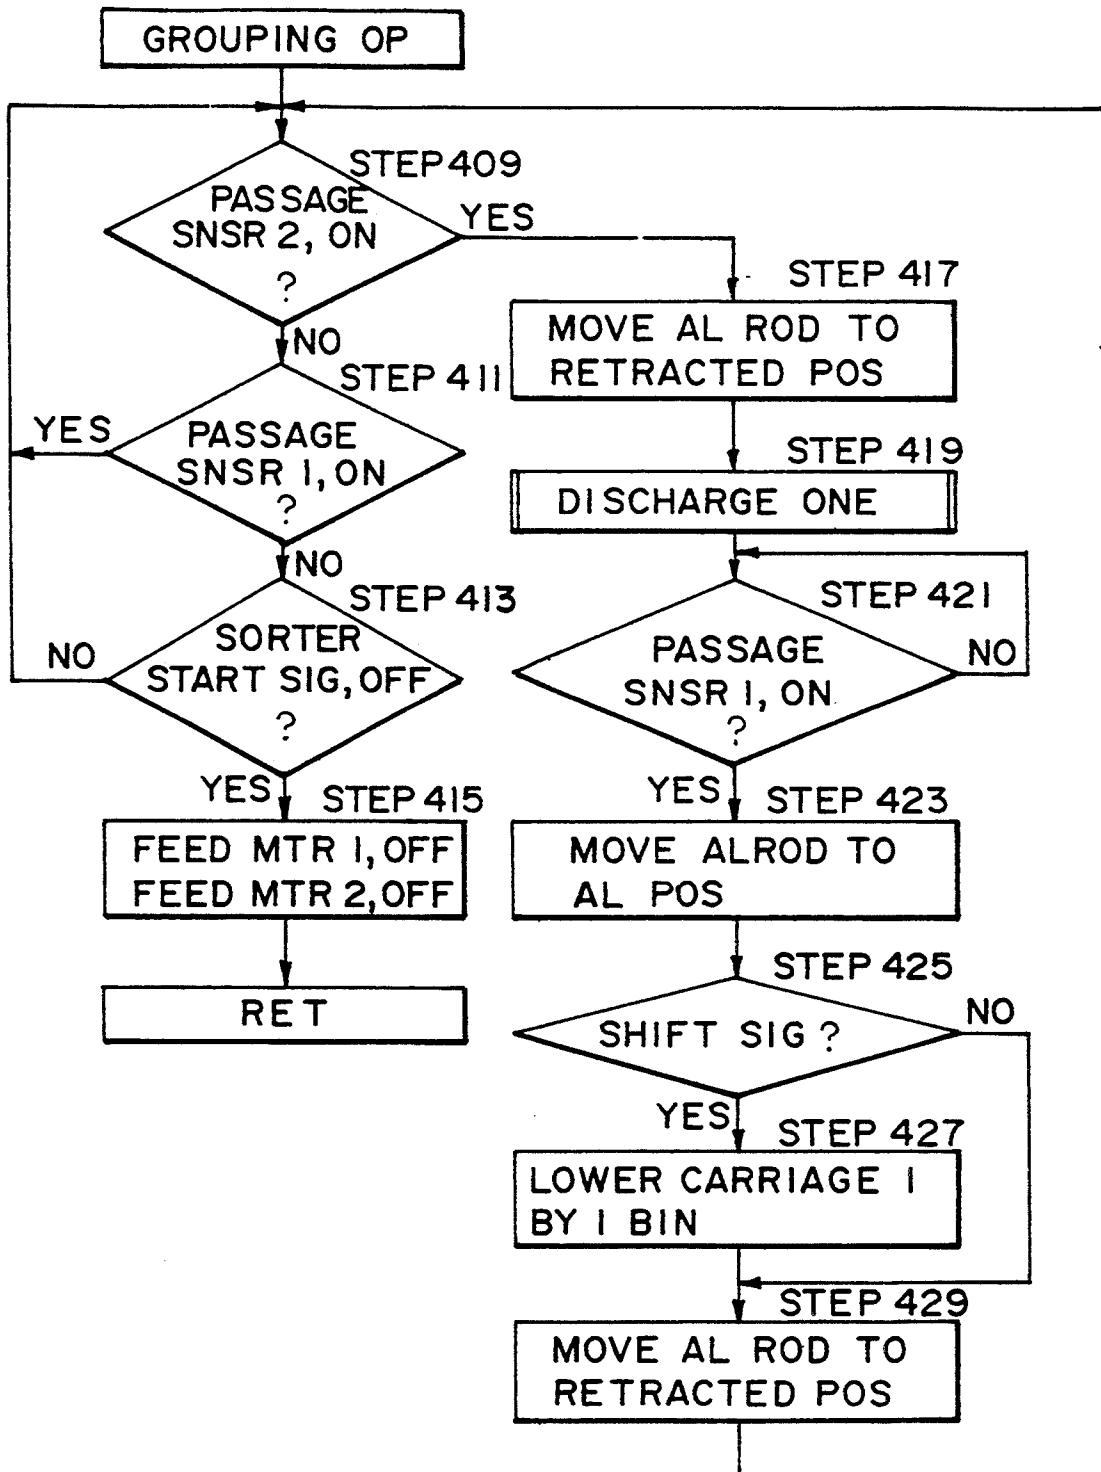 GROUPING OP
STEP 409
PASSAGE
SNSR 2, ON
?
YES
NO
STEP 411
PASSAGE
SNSR 1, ON
?
YES
NO
STEP 413
SORTER
START SIG, OFF
?
NO
YES
STEP 415
FEED MTR 1, OFF
FEED MTR 2, OFF
RET
STEP 417
MOVE AL ROD TO
RETRACTED POS
STEP 419
DISCHARGE ONE
STEP 421
PASSAGE
SNSR 1, ON
?
NO
YES
STEP 423
MOVE ALROD TO
AL POS
STEP 425
SHIFT SIG ?
NO
YES
STEP 427
LOWER CARRIAGE 1
BY 1 BIN
STEP 429
MOVE AL ROD TO
RETRACTED POS